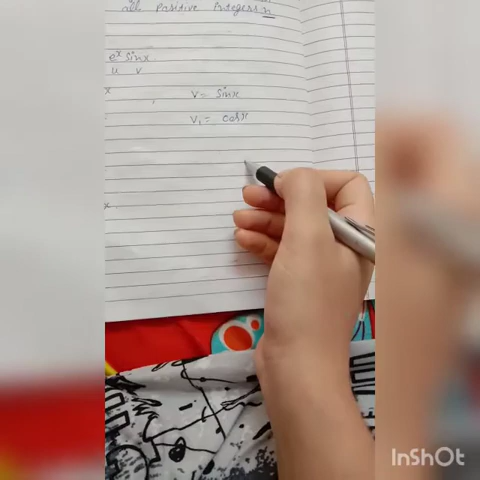 all Positive Integers n
e^x sinx
u v
x
v = sinx
v₁ = cosx
x
InShOt